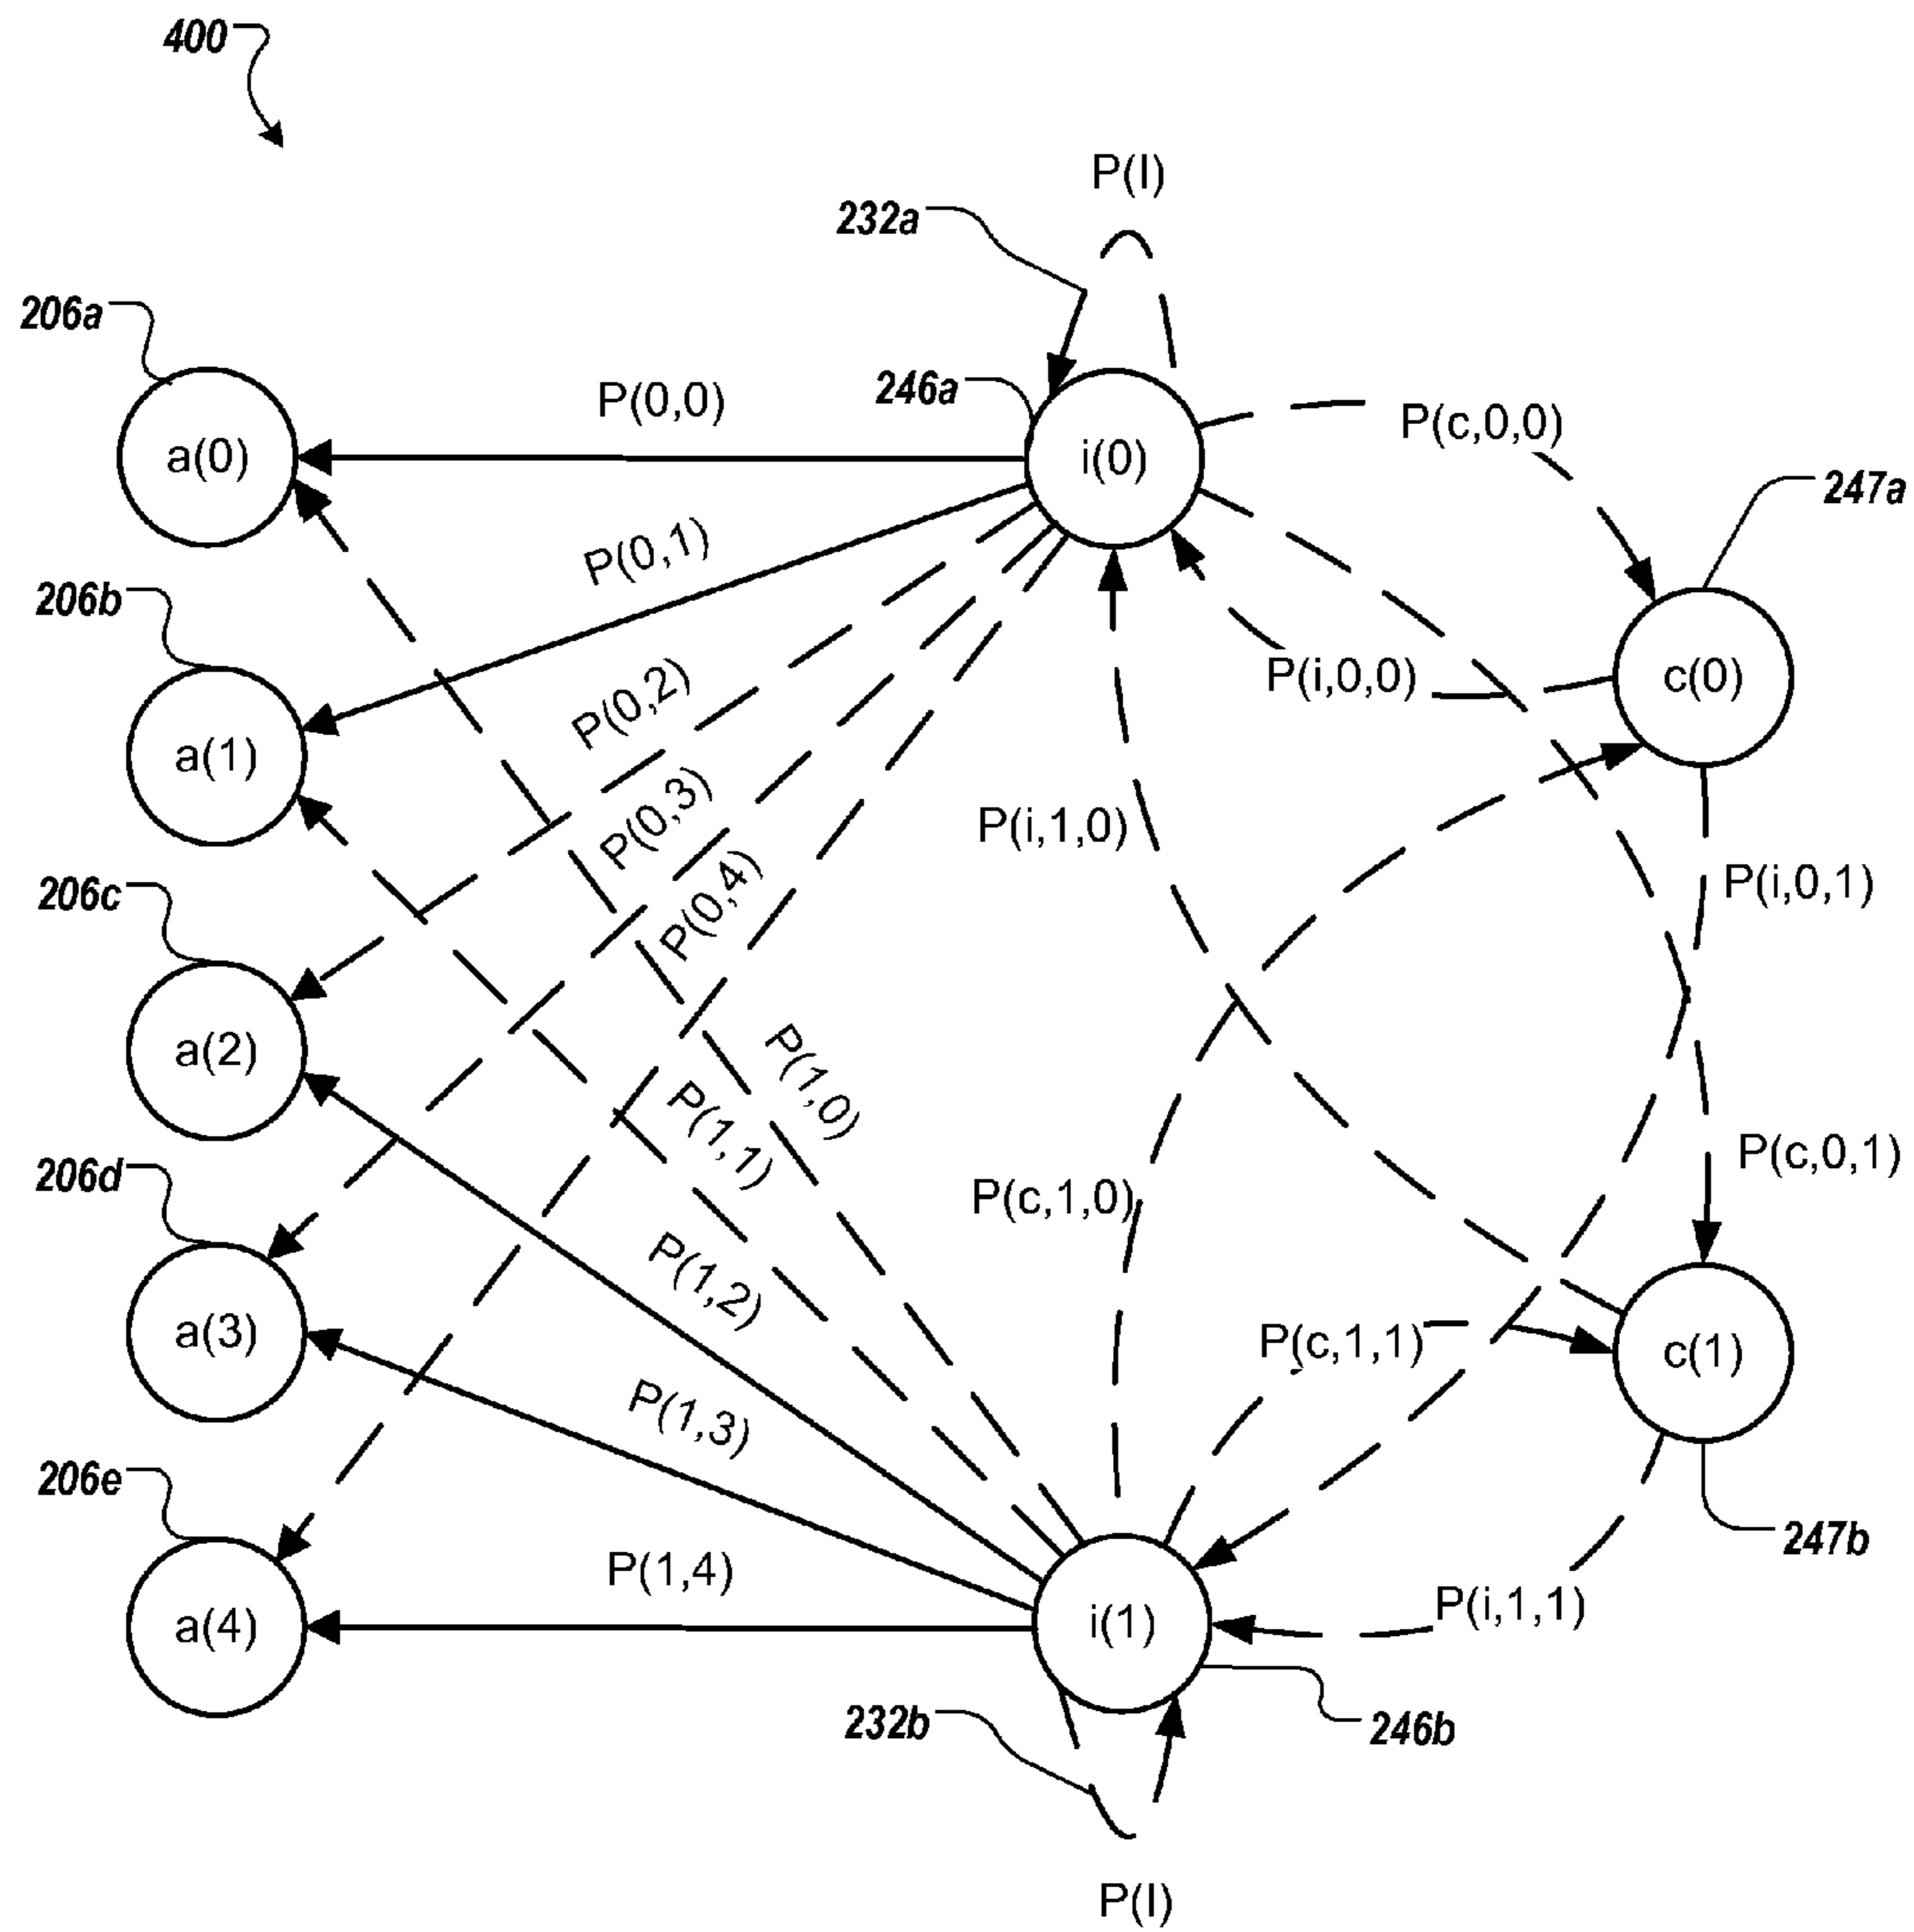 400
P(I)
232a
206a
246a
P(0,0)
P(c,0,0)
a(0)
i(0)
247a
P(0,1)
206b
P(0,2)
P(i,0,0)
c(0)
a(1)
P(0,3)
P(i,1,0)
206c
P(0,4)
P(i,0,1)
a(2)
P(1,0)
P(1,1)
206d
P(c,1,0)
P(c,0,1)
P(1,2)
a(3)
P(c,1,1)
c(1)
P(1,3)
206e
247b
P(1,4)
P(i,1,1)
a(4)
i(1)
232b
246b
P(I)